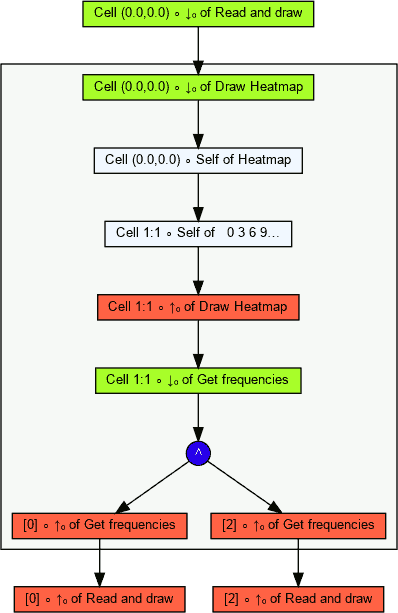 Cell (0.0,0.0) ∘ ↓₀ of Read and draw
Cell (0.0,0.0) ∘ ↓₀ of Draw Heatmap
Cell (0.0,0.0) ∘ Self of Heatmap
Cell 1:1 ∘ Self of   0 3 6 9...
Cell 1:1 ∘ ↑₀ of Draw Heatmap
Cell 1:1 ∘ ↓₀ of Get frequencies
^
[0] ∘ ↑₀ of Get frequencies
[2] ∘ ↑₀ of Get frequencies
[0] ∘ ↑₀ of Read and draw
[2] ∘ ↑₀ of Read and draw